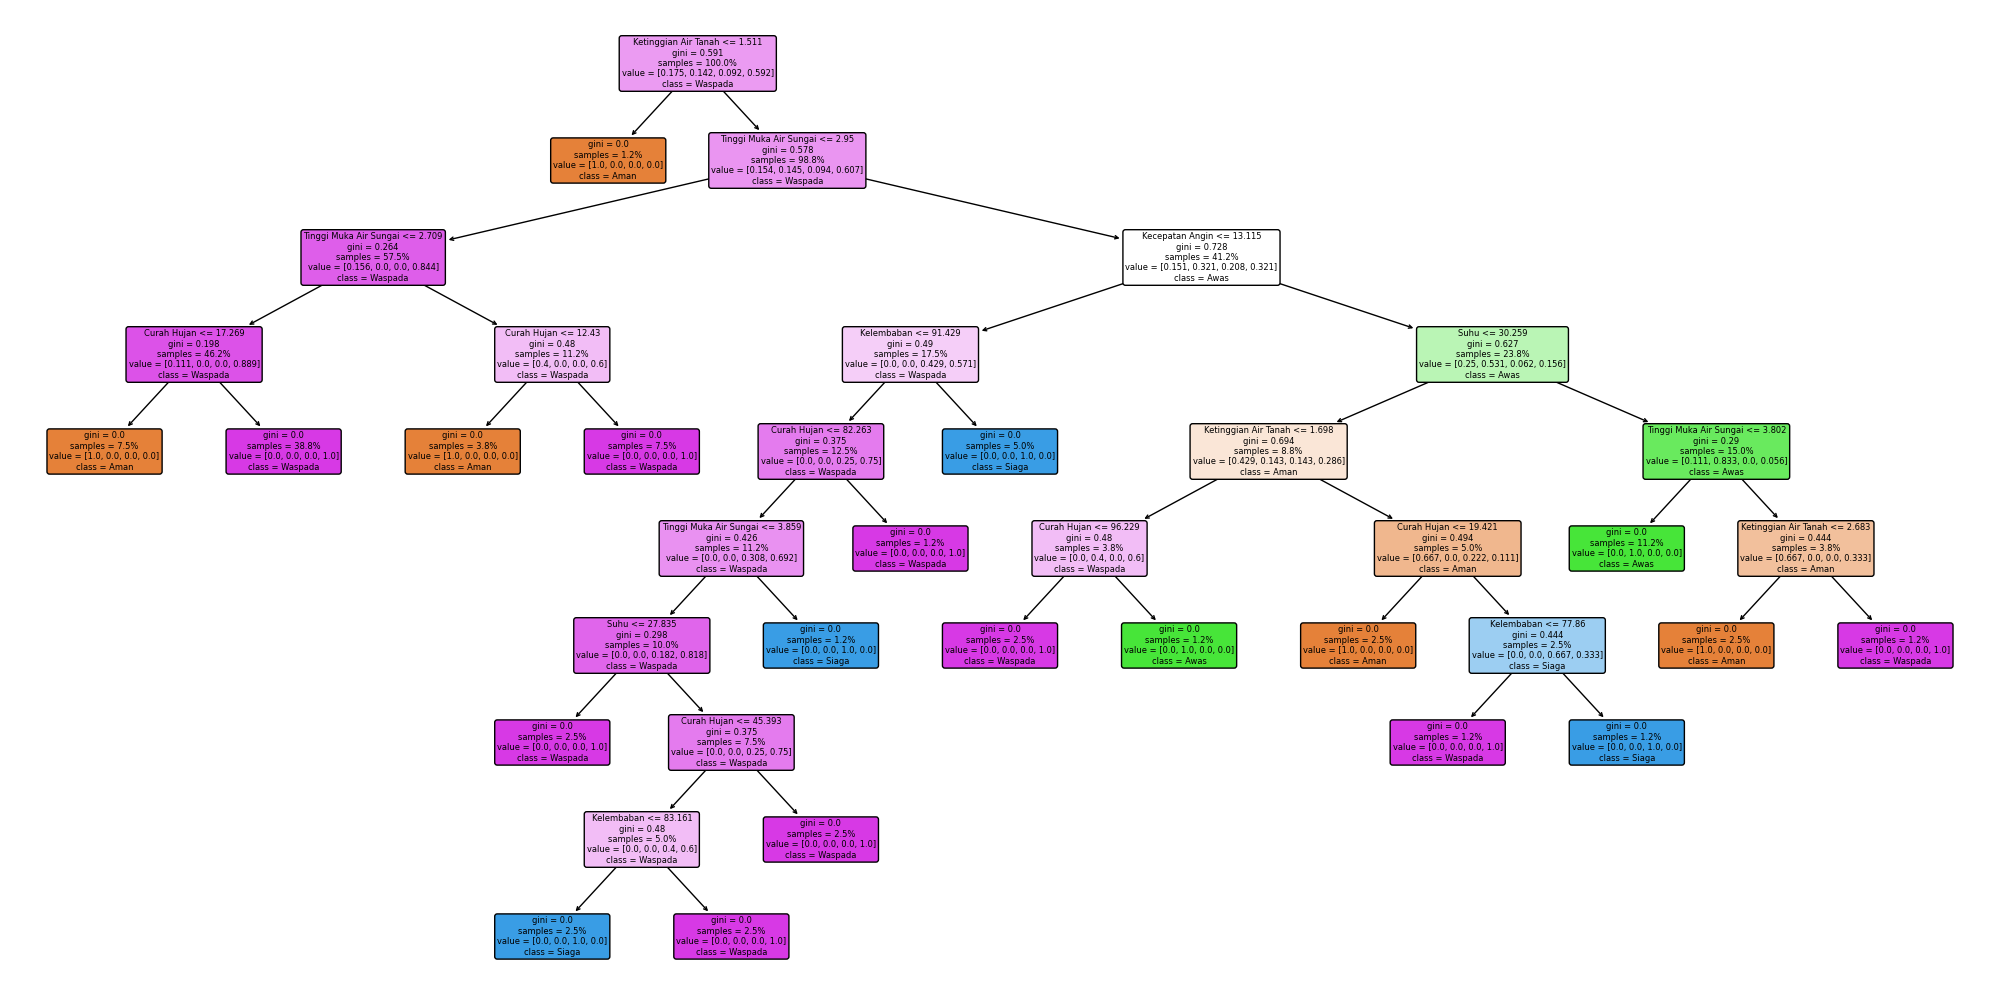 Ketinggian Air Tanah <= 1.511
gini = 0.591
samples = 100.0%
value = [0.175, 0.142, 0.092, 0.592]
class = Waspada
gini = 0.0
samples = 1.2%
value = [1.0, 0.0, 0.0, 0.0]
class = Aman
Tinggi Muka Air Sungai <= 2.95
gini = 0.578
samples = 98.8%
value = [0.154, 0.145, 0.094, 0.607]
class = Waspada
Tinggi Muka Air Sungai <= 2.709
gini = 0.264
samples = 57.5%
value = [0.156, 0.0, 0.0, 0.844]
class = Waspada
Kecepatan Angin <= 13.115
gini = 0.728
samples = 41.2%
value = [0.151, 0.321, 0.208, 0.321]
class = Awas
Curah Hujan <= 17.269
gini = 0.198
samples = 46.2%
value = [0.111, 0.0, 0.0, 0.889]
class = Waspada
Curah Hujan <= 12.43
gini = 0.48
samples = 11.2%
value = [0.4, 0.0, 0.0, 0.6]
class = Waspada
Kelembaban <= 91.429
gini = 0.49
samples = 17.5%
value = [0.0, 0.0, 0.429, 0.571]
class = Waspada
Suhu <= 30.259
gini = 0.627
samples = 23.8%
value = [0.25, 0.531, 0.062, 0.156]
class = Awas
gini = 0.0
samples = 7.5%
value = [1.0, 0.0, 0.0, 0.0]
class = Aman
gini = 0.0
samples = 38.8%
value = [0.0, 0.0, 0.0, 1.0]
class = Waspada
gini = 0.0
samples = 3.8%
value = [1.0, 0.0, 0.0, 0.0]
class = Aman
gini = 0.0
samples = 7.5%
value = [0.0, 0.0, 0.0, 1.0]
class = Waspada
Curah Hujan <= 82.263
gini = 0.375
samples = 12.5%
value = [0.0, 0.0, 0.25, 0.75]
class = Waspada
gini = 0.0
samples = 5.0%
value = [0.0, 0.0, 1.0, 0.0]
class = Siaga
Ketinggian Air Tanah <= 1.698
gini = 0.694
samples = 8.8%
value = [0.429, 0.143, 0.143, 0.286]
class = Aman
Tinggi Muka Air Sungai <= 3.802
gini = 0.29
samples = 15.0%
value = [0.111, 0.833, 0.0, 0.056]
class = Awas
Tinggi Muka Air Sungai <= 3.859
gini = 0.426
samples = 11.2%
value = [0.0, 0.0, 0.308, 0.692]
class = Waspada
gini = 0.0
samples = 1.2%
value = [0.0, 0.0, 0.0, 1.0]
class = Waspada
Curah Hujan <= 96.229
gini = 0.48
samples = 3.8%
value = [0.0, 0.4, 0.0, 0.6]
class = Waspada
Curah Hujan <= 19.421
gini = 0.494
samples = 5.0%
value = [0.667, 0.0, 0.222, 0.111]
class = Aman
gini = 0.0
samples = 11.2%
value = [0.0, 1.0, 0.0, 0.0]
class = Awas
Ketinggian Air Tanah <= 2.683
gini = 0.444
samples = 3.8%
value = [0.667, 0.0, 0.0, 0.333]
class = Aman
Suhu <= 27.835
gini = 0.298
samples = 10.0%
value = [0.0, 0.0, 0.182, 0.818]
class = Waspada
gini = 0.0
samples = 1.2%
value = [0.0, 0.0, 1.0, 0.0]
class = Siaga
gini = 0.0
samples = 2.5%
value = [0.0, 0.0, 0.0, 1.0]
class = Waspada
gini = 0.0
samples = 1.2%
value = [0.0, 1.0, 0.0, 0.0]
class = Awas
gini = 0.0
samples = 2.5%
value = [1.0, 0.0, 0.0, 0.0]
class = Aman
Kelembaban <= 77.86
gini = 0.444
samples = 2.5%
value = [0.0, 0.0, 0.667, 0.333]
class = Siaga
gini = 0.0
samples = 2.5%
value = [1.0, 0.0, 0.0, 0.0]
class = Aman
gini = 0.0
samples = 1.2%
value = [0.0, 0.0, 0.0, 1.0]
class = Waspada
gini = 0.0
samples = 2.5%
value = [0.0, 0.0, 0.0, 1.0]
class = Waspada
Curah Hujan <= 45.393
gini = 0.375
samples = 7.5%
value = [0.0, 0.0, 0.25, 0.75]
class = Waspada
gini = 0.0
samples = 1.2%
value = [0.0, 0.0, 0.0, 1.0]
class = Waspada
gini = 0.0
samples = 1.2%
value = [0.0, 0.0, 1.0, 0.0]
class = Siaga
Kelembaban <= 83.161
gini = 0.48
samples = 5.0%
value = [0.0, 0.0, 0.4, 0.6]
class = Waspada
gini = 0.0
samples = 2.5%
value = [0.0, 0.0, 0.0, 1.0]
class = Waspada
gini = 0.0
samples = 2.5%
value = [0.0, 0.0, 1.0, 0.0]
class = Siaga
gini = 0.0
samples = 2.5%
value = [0.0, 0.0, 0.0, 1.0]
class = Waspada